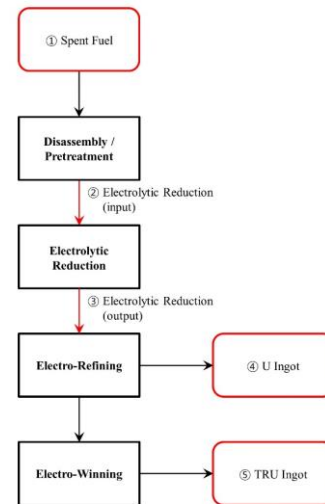 ① Spent Fuel
Disassembly /
Pretreatment
② Electrolytic Reduction
(input)
Electrolytic
Reduction
③ Electrolytic Reduction
(output)
Electro-Refining
④ U Ingot
Electro-Winning
⑤ TRU Ingot